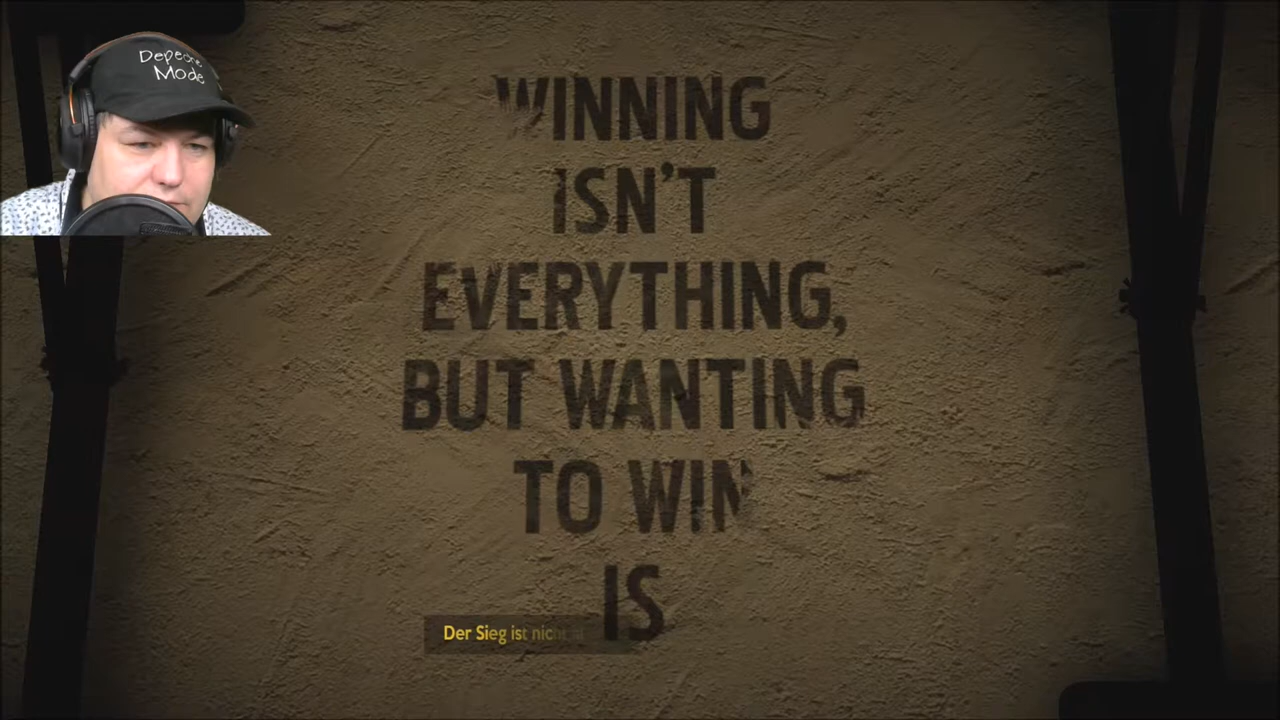 Depeche
Mode
WINNING
ISN'T
EVERYTHING,
BUT WANTING
TO WIN
IS
Der Sieg ist nicht